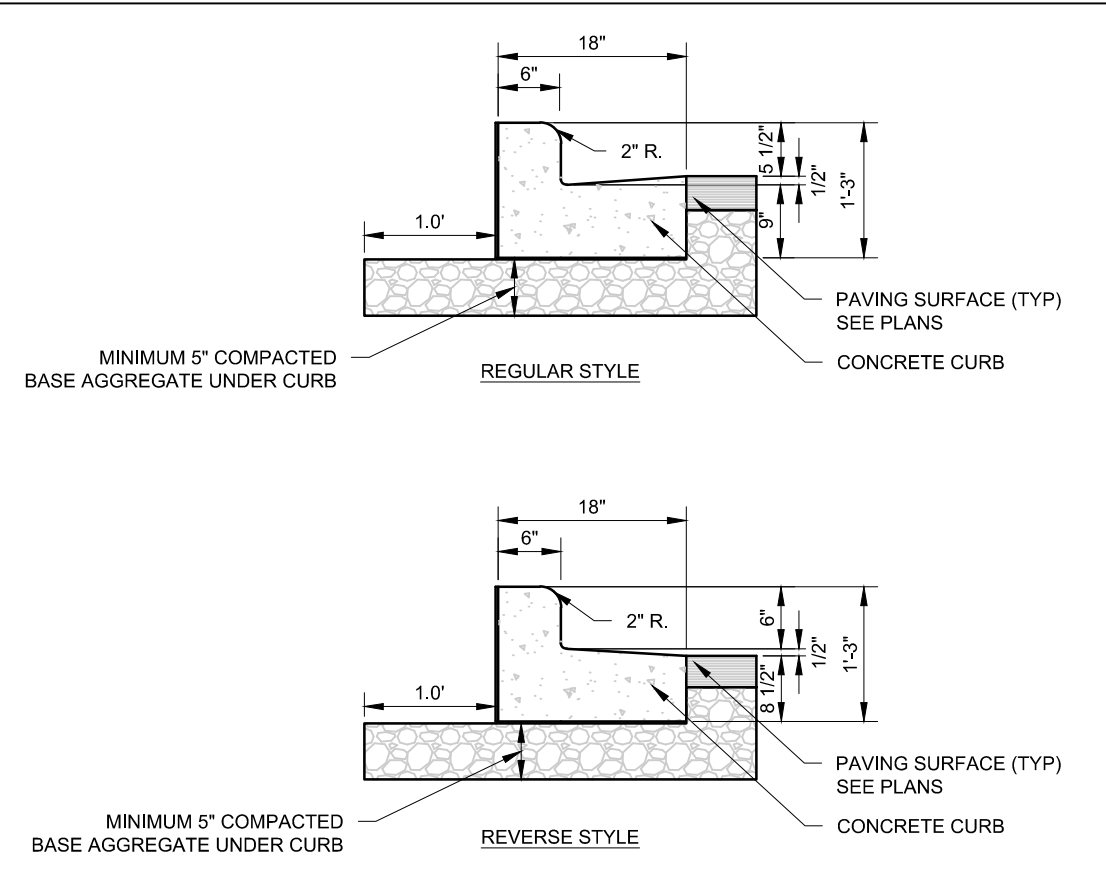 18"
6"
2" R.
5 1/2"
1/2"
1'-3"
9"
1.0'
PAVING SURFACE (TYP)
SEE PLANS
MINIMUM 5" COMPACTED
BASE AGGREGATE UNDER CURB
CONCRETE CURB
REGULAR STYLE
18"
6"
2" R.
6"
1/2"
1'-3"
8 1/2"
1.0'
PAVING SURFACE (TYP)
SEE PLANS
MINIMUM 5" COMPACTED
BASE AGGREGATE UNDER CURB
CONCRETE CURB
REVERSE STYLE